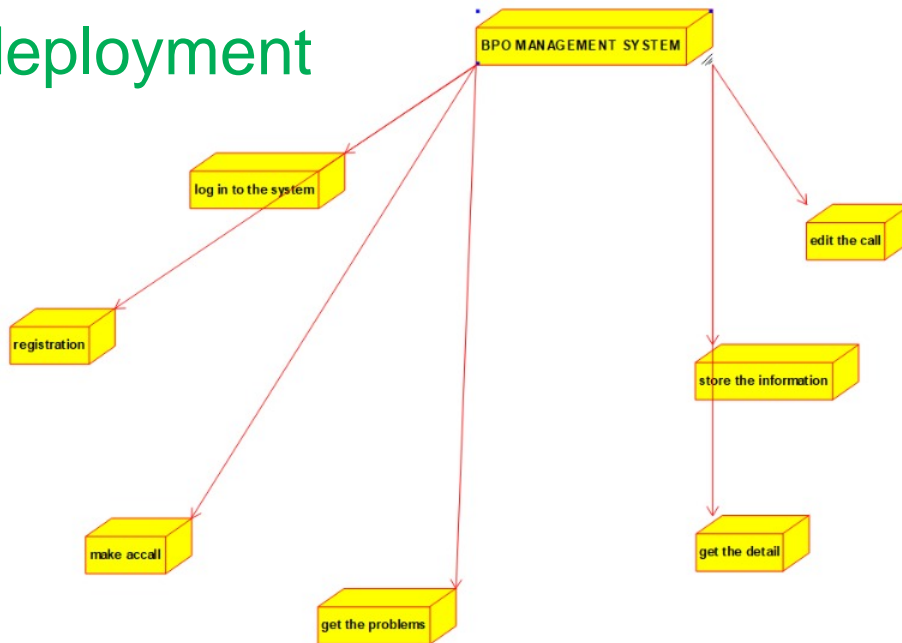 deployment
BPO MANAGEMENT SYSTEM
log in to the system
edit the call
registration
store the information
make accall
get the detail
get the problems